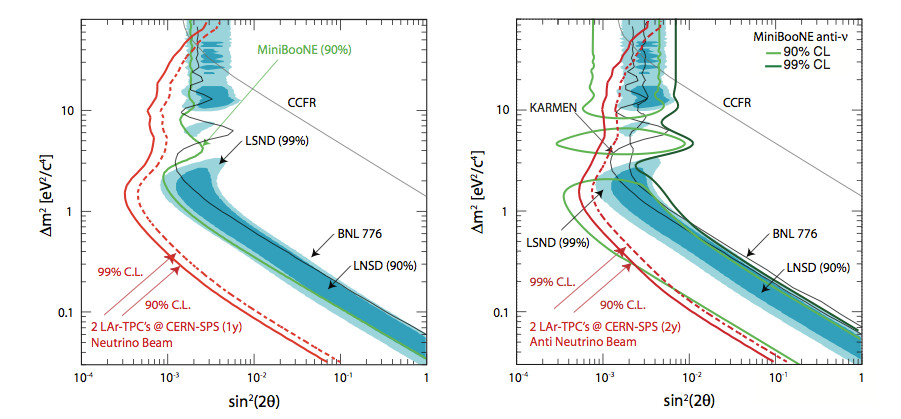 MiniBooNE (90%)
CCFR
LSND (99%)
BNL 776
LNSD (90%)
99% C.L.
90% C.L.
2 LAr-TPC's @ CERN-SPS (1y)
Neutrino Beam
Δm² [eV²/c⁴]
10
1
0.1
10⁻⁴
10⁻³
10⁻²
10⁻¹
1
sin²(2θ)
MiniBooNE anti-ν
90% CL
99% CL
KARMEN
CCFR
LSND (99%)
BNL 776
LNSD (90%)
99% C.L.
90% C.L.
2 LAr-TPC's @ CERN-SPS (2y)
Anti Neutrino Beam
Δm² [eV²/c⁴]
10
1
0.1
10⁻⁴
10⁻³
10⁻²
10⁻¹
1
sin²(2θ)